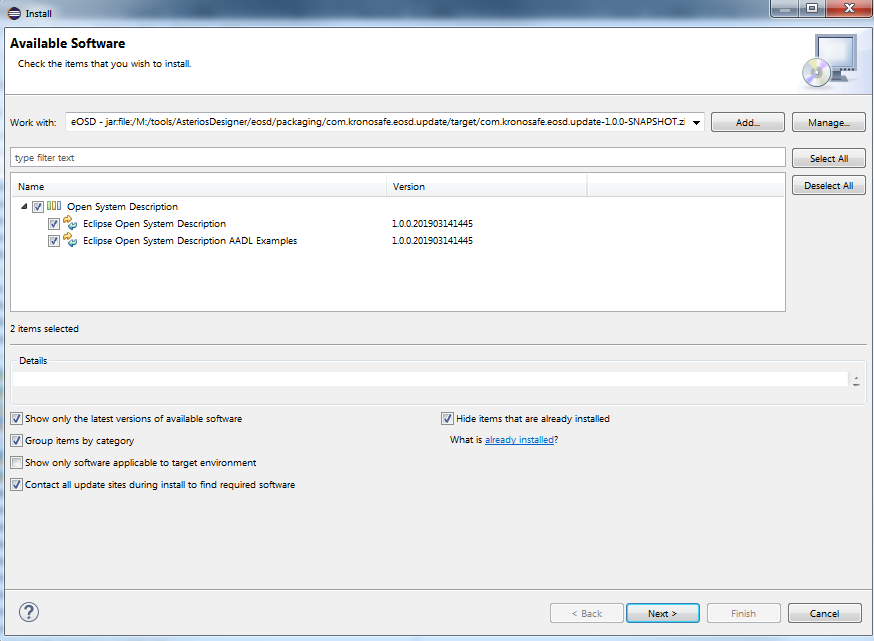 Install
Available Software
Check the items that you wish to install.
Work with: eOSD - jar:file:/M:/tools/AsteriosDesigner/eosd/packaging/com.kronosafe.eosd.update/target/com.kronosafe.eosd.update-1.0.0-SNAPSHOT.zi Add... Manage...
type filter text Select All
Name Version Deselect All
Open System Description
Eclipse Open System Description 1.0.0.201903141445
Eclipse Open System Description AADL Examples 1.0.0.201903141445
2 items selected
Details
Show only the latest versions of available software Hide items that are already installed
Group items by category What is already installed?
Show only software applicable to target environment
Contact all update sites during install to find required software
? < Back Next > Finish Cancel